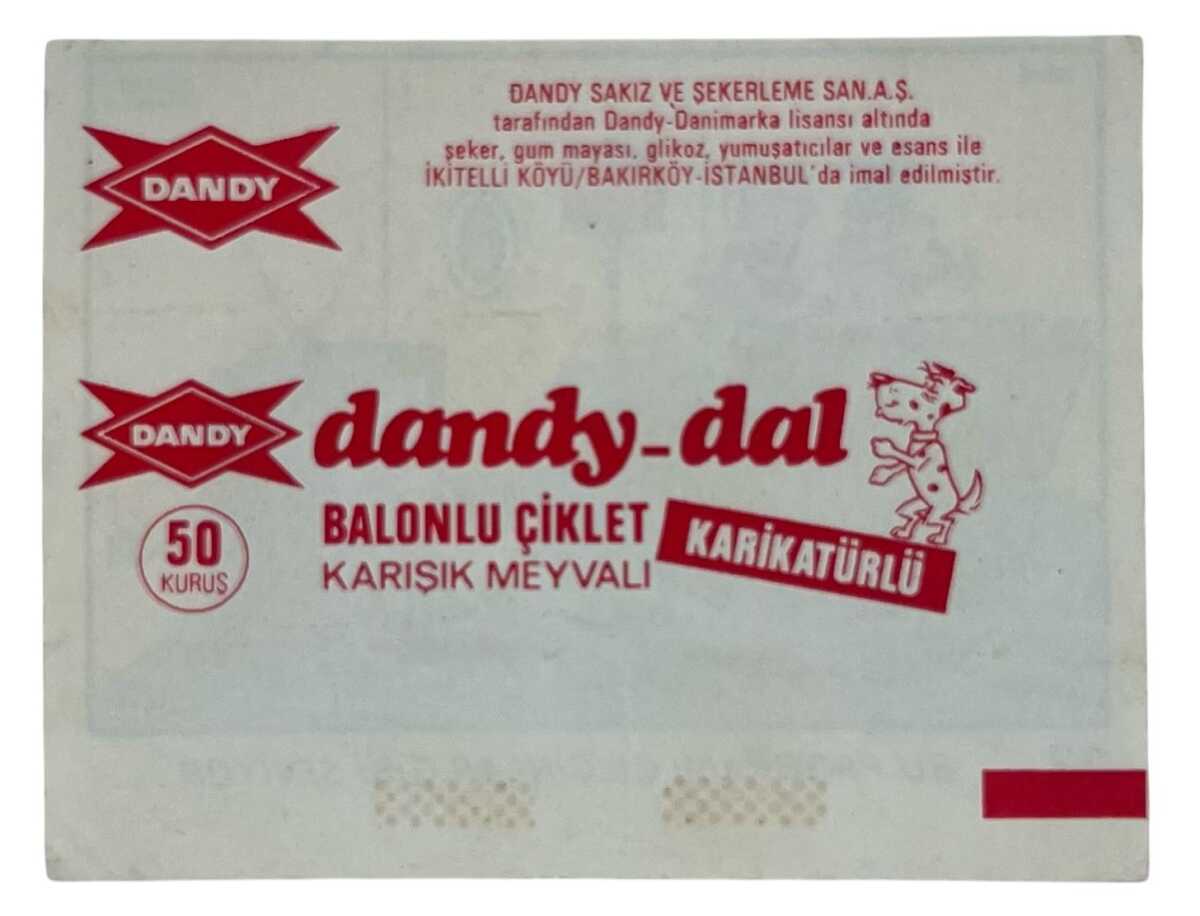 DANDY SAKIZ VE ŞEKERLEME SAN.A.Ş.
tarafından Dandy-Danimarka lisansı altında
şeker, gum mayası, glikoz, yumuşatıcılar ve esans ile
İKİTELLİ KÖYÜ/BAKIRKÖY-İSTANBUL'da imal edilmiştir.
DANDY
DANDY
dandy-dal
50
KURUŞ
BALONLU ÇİKLET
KARIŞIK MEYVALI
KARİKATÜRLÜ